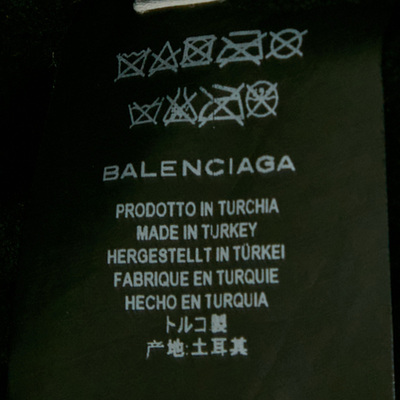 BALENCIAGA
PRODOTTO IN TURCHIA
MADE IN TURKEY
HERGESTELLT IN TÜRKEI
FABRIQUE EN TURQUIE
HECHO EN TURQUIA
トルコ製
产地:土耳其